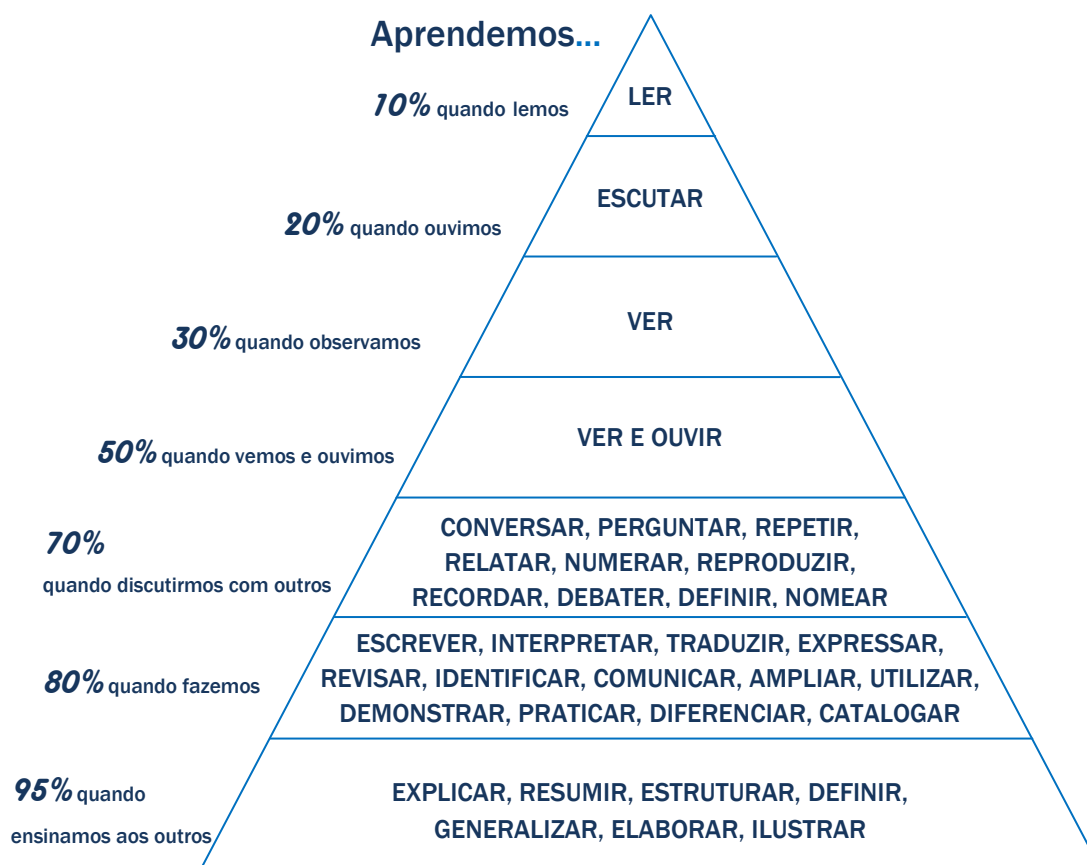 Aprendemos...
LER
10% quando lemos
ESCUTAR
20% quando ouvimos
VER
30% quando observamos
VER E OUVIR
50% quando vemos e ouvimos
CONVERSAR, PERGUNTAR, REPETIR,
RELATAR, NUMERAR, REPRODUZIR,
RECORDAR, DEBATER, DEFINIR, NOMEAR
70%
quando discutirmos com outros
ESCREVER, INTERPRETAR, TRADUZIR, EXPRESSAR,
REVISAR, IDENTIFICAR, COMUNICAR, AMPLIAR, UTILIZAR,
DEMONSTRAR, PRATICAR, DIFERENCIAR, CATALOGAR
80% quando fazemos
EXPLICAR, RESUMIR, ESTRUTURAR, DEFINIR,
GENERALIZAR, ELABORAR, ILUSTRAR
95% quando
ensinamos aos outros